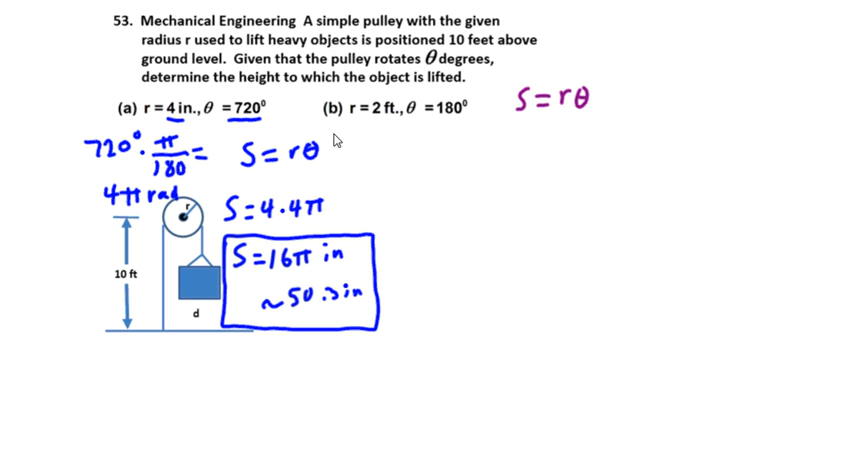 53. Mechanical Engineering A simple pulley with the given
radius r used to lift heavy objects is positioned 10 feet above
ground level. Given that the pulley rotates θ degrees,
determine the height to which the object is lifted.
(a) r = 4 in., θ = 720⁰ (b) r = 2 ft., θ = 180⁰
S = rθ
720° · π/180 =
4π rad
S = rθ
S = 4 · 4π
S = 16π in
~ 50.3 in
r
10 ft
d